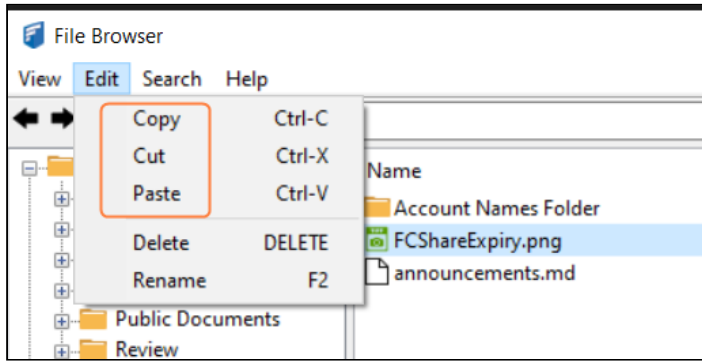 File Browser
View Edit Search Help
Copy Ctrl-C
Cut Ctrl-X
Paste Ctrl-V
Delete DELETE
Rename F2
Public Documents
Review
Name
Account Names Folder
FCShareExpiry.png
announcements.md